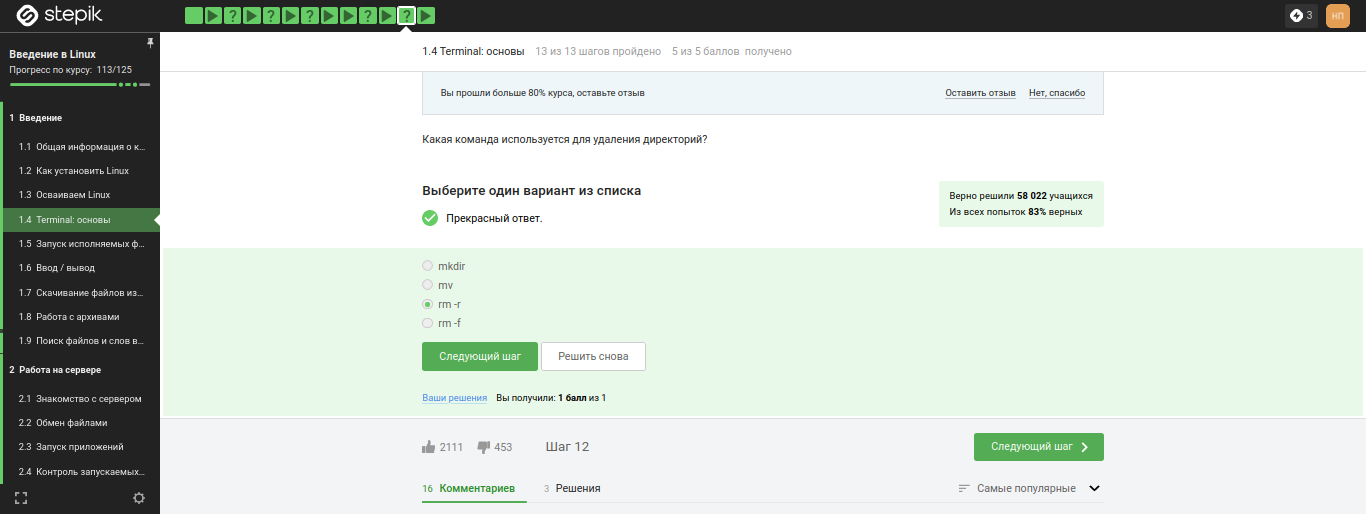 stepik
3
НП
Введение в Linux
Прогресс по курсу: 113/125
1 Введение
1.1 Общая информация о к...
1.2 Как установить Linux
1.3 Осваиваем Linux
1.4 Terminal: основы
1.5 Запуск исполняемых ф...
1.6 Ввод / вывод
1.7 Скачивание файлов из...
1.8 Работа с архивами
1.9 Поиск файлов и слов в...
2 Работа на сервере
2.1 Знакомство с сервером
2.2 Обмен файлами
2.3 Запуск приложений
2.4 Контроль запускаемых...
1.4 Terminal: основы 13 из 13 шагов пройдено 5 из 5 баллов получено
Вы прошли больше 80% курса, оставьте отзыв Оставить отзыв Нет, спасибо
Какая команда используется для удаления директорий?
Выберите один вариант из списка
Прекрасный ответ.
Верно решили 58 022 учащихся
Из всех попыток 83% верных
mkdir
mv
rm -r
rm -f
Следующий шаг Решить снова
Ваши решения Вы получили: 1 балл из 1
2111 453 Шаг 12 Следующий шаг
16 Комментариев 3 Решения Самые популярные